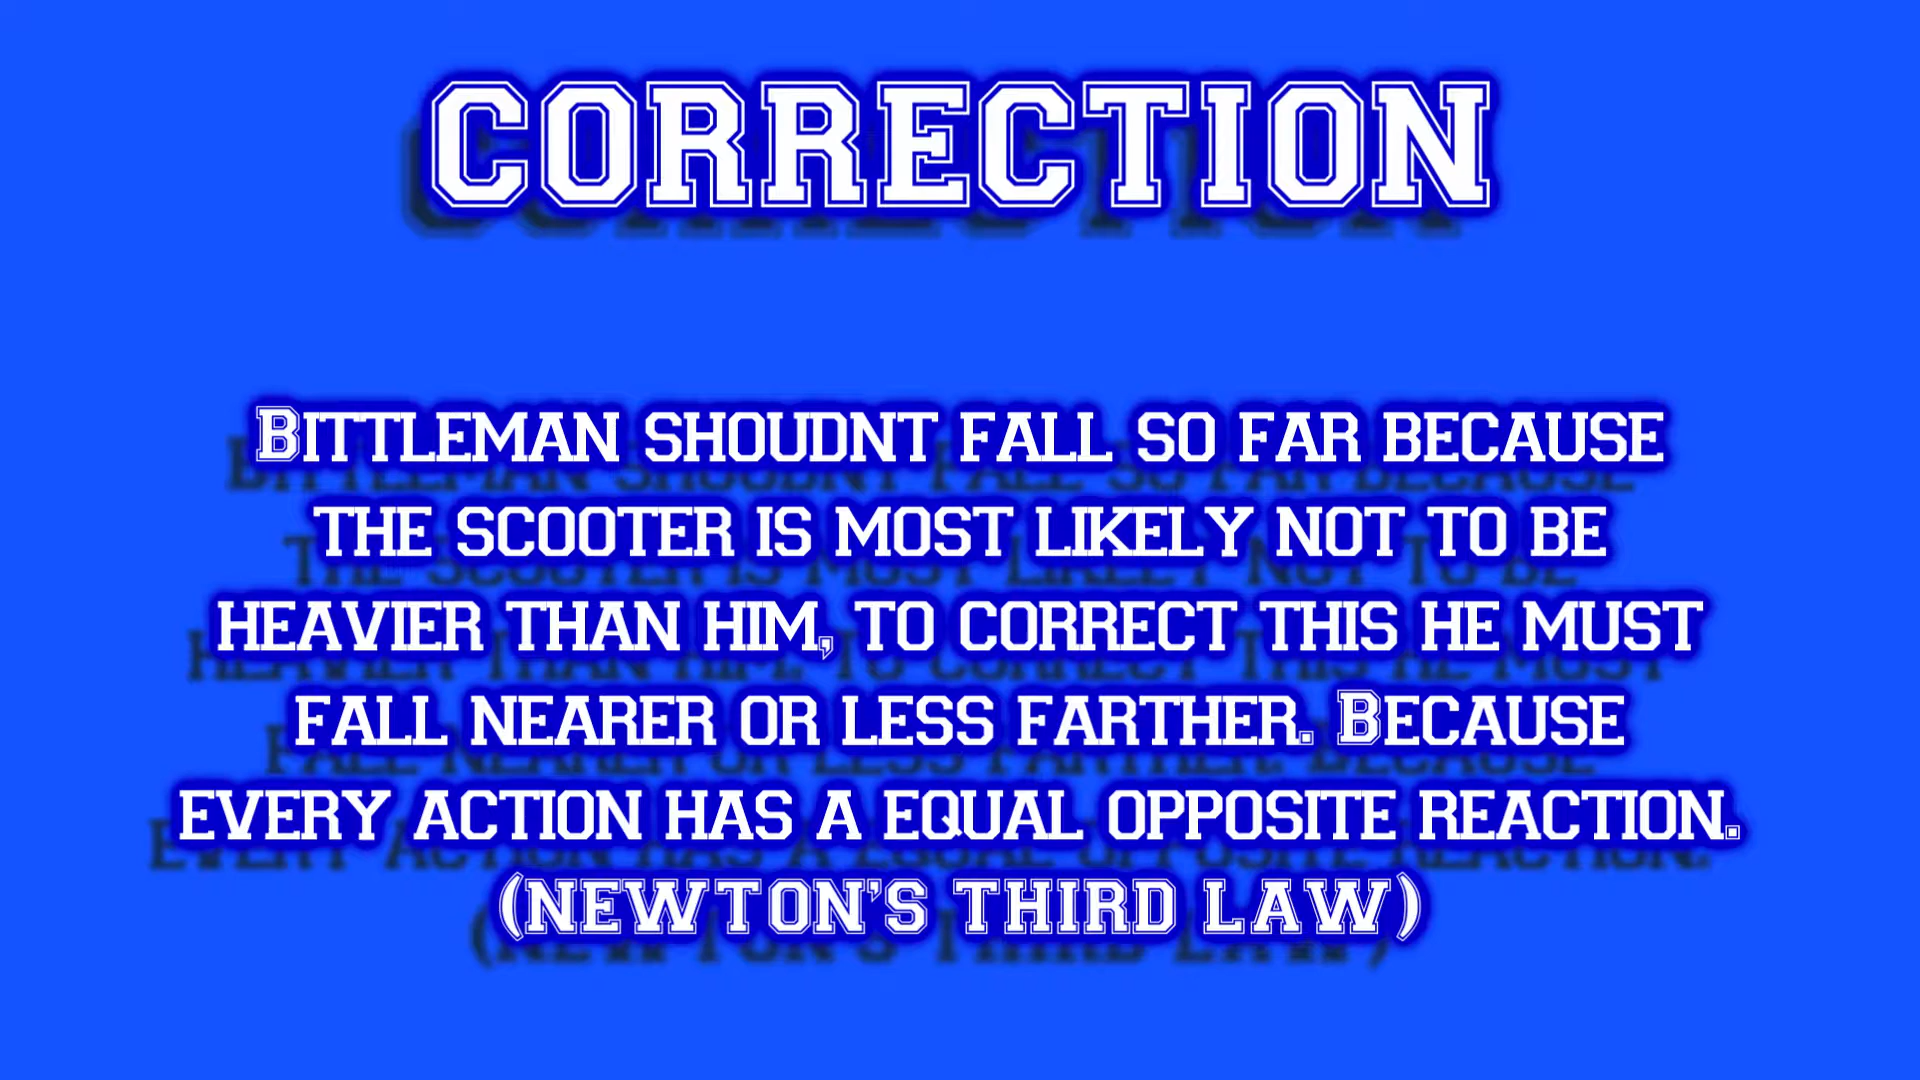 CORRECTION
BITTLEMAN SHOUDNT FALL SO FAR BECAUSE
THE SCOOTER IS MOST LIKELY NOT TO BE
HEAVIER THAN HIM, TO CORRECT THIS HE MUST
FALL NEARER OR LESS FARTHER. BECAUSE
EVERY ACTION HAS A EQUAL OPPOSITE REACTION.
(NEWTON'S THIRD LAW)